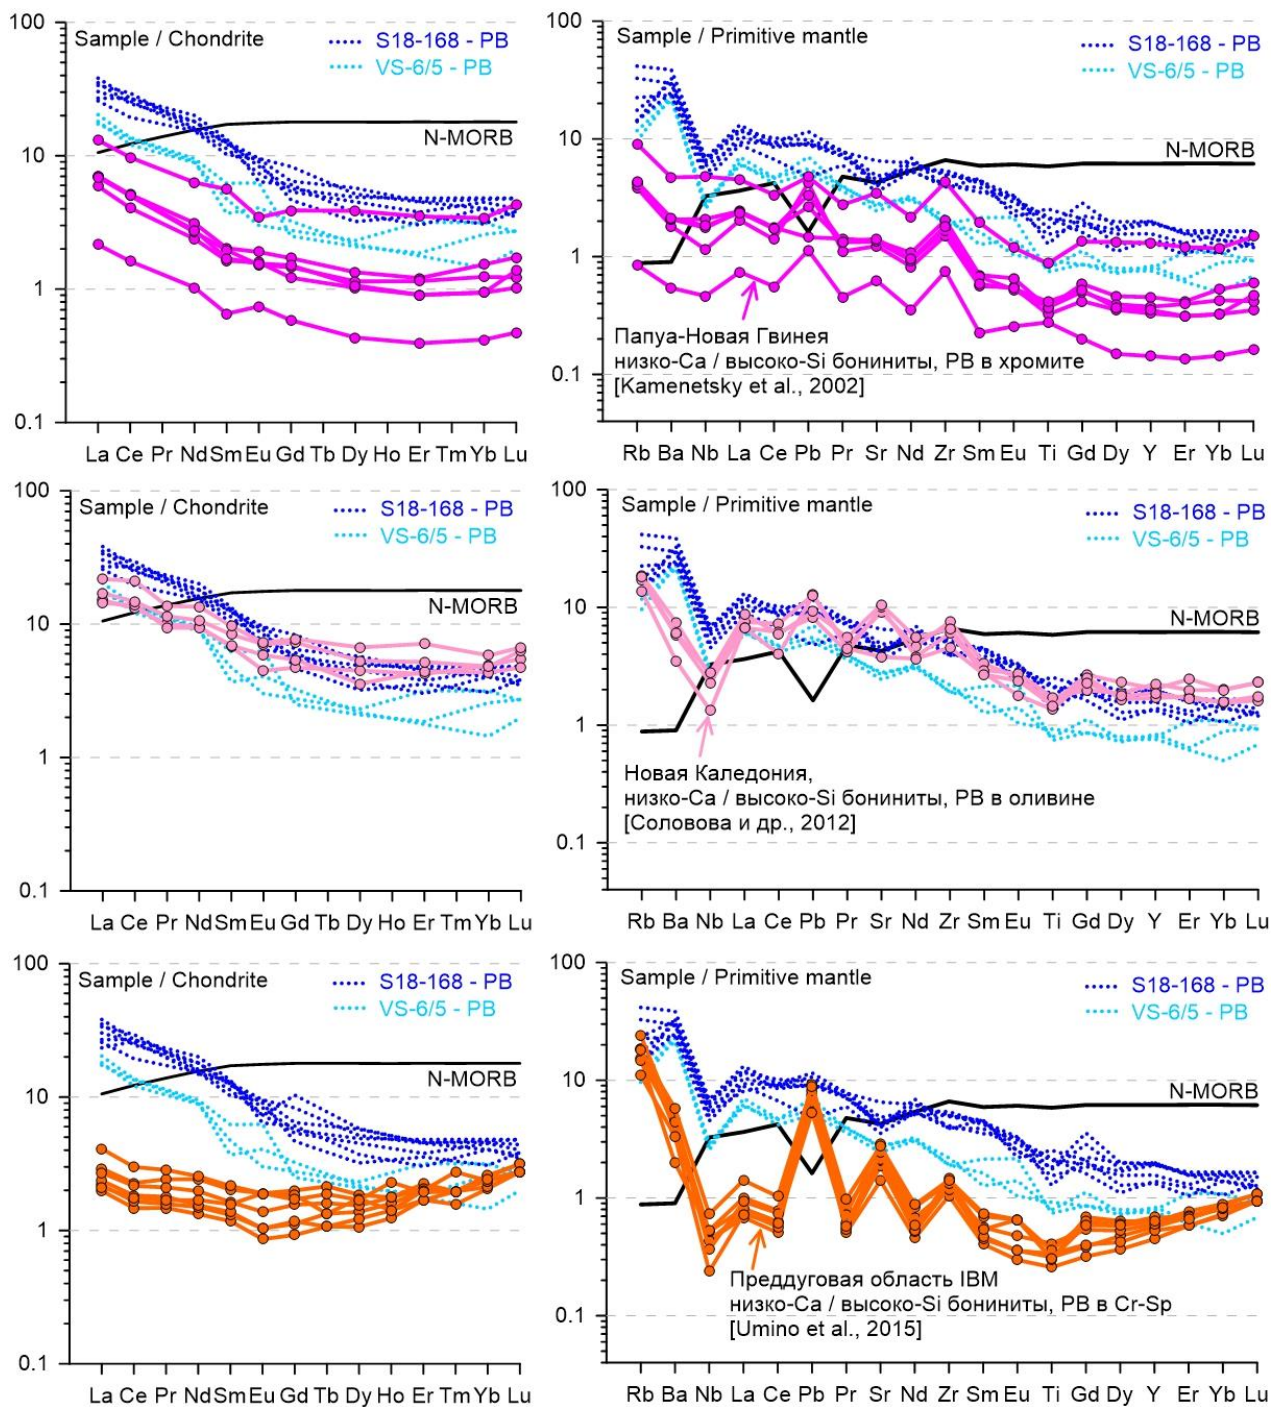 100
10
1
0.1
Sample / Chondrite
S18-168 - PB
VS-6/5 - PB
N-MORB
La Ce Pr Nd Sm Eu Gd Tb Dy Ho Er Tm Yb Lu
100
10
1
0.1
Sample / Primitive mantle
S18-168 - PB
VS-6/5 - PB
N-MORB
Папуа-Новая Гвинея
низко-Ca / высоко-Si бониниты, РВ в хромите
[Kamenetsky et al., 2002]
Rb Ba Nb La Ce Pb Pr Sr Nd Zr Sm Eu Ti Gd Dy Y Er Yb Lu
100
10
1
0.1
Sample / Chondrite
S18-168 - PB
VS-6/5 - PB
N-MORB
La Ce Pr Nd Sm Eu Gd Tb Dy Ho Er Tm Yb Lu
100
10
1
0.1
Sample / Primitive mantle
S18-168 - PB
VS-6/5 - PB
N-MORB
Новая Каледония,
низко-Ca / высоко-Si бониниты, РВ в оливине
[Соловова и др., 2012]
Rb Ba Nb La Ce Pb Pr Sr Nd Zr Sm Eu Ti Gd Dy Y Er Yb Lu
100
10
1
0.1
Sample / Chondrite
S18-168 - PB
VS-6/5 - PB
N-MORB
La Ce Pr Nd Sm Eu Gd Tb Dy Ho Er Tm Yb Lu
100
10
1
0.1
Sample / Primitive mantle
S18-168 - PB
VS-6/5 - PB
N-MORB
Преддуговая область IBM
низко-Ca / высоко-Si бониниты, РВ в Cr-Sp
[Umino et al., 2015]
Rb Ba Nb La Ce Pb Pr Sr Nd Zr Sm Eu Ti Gd Dy Y Er Yb Lu